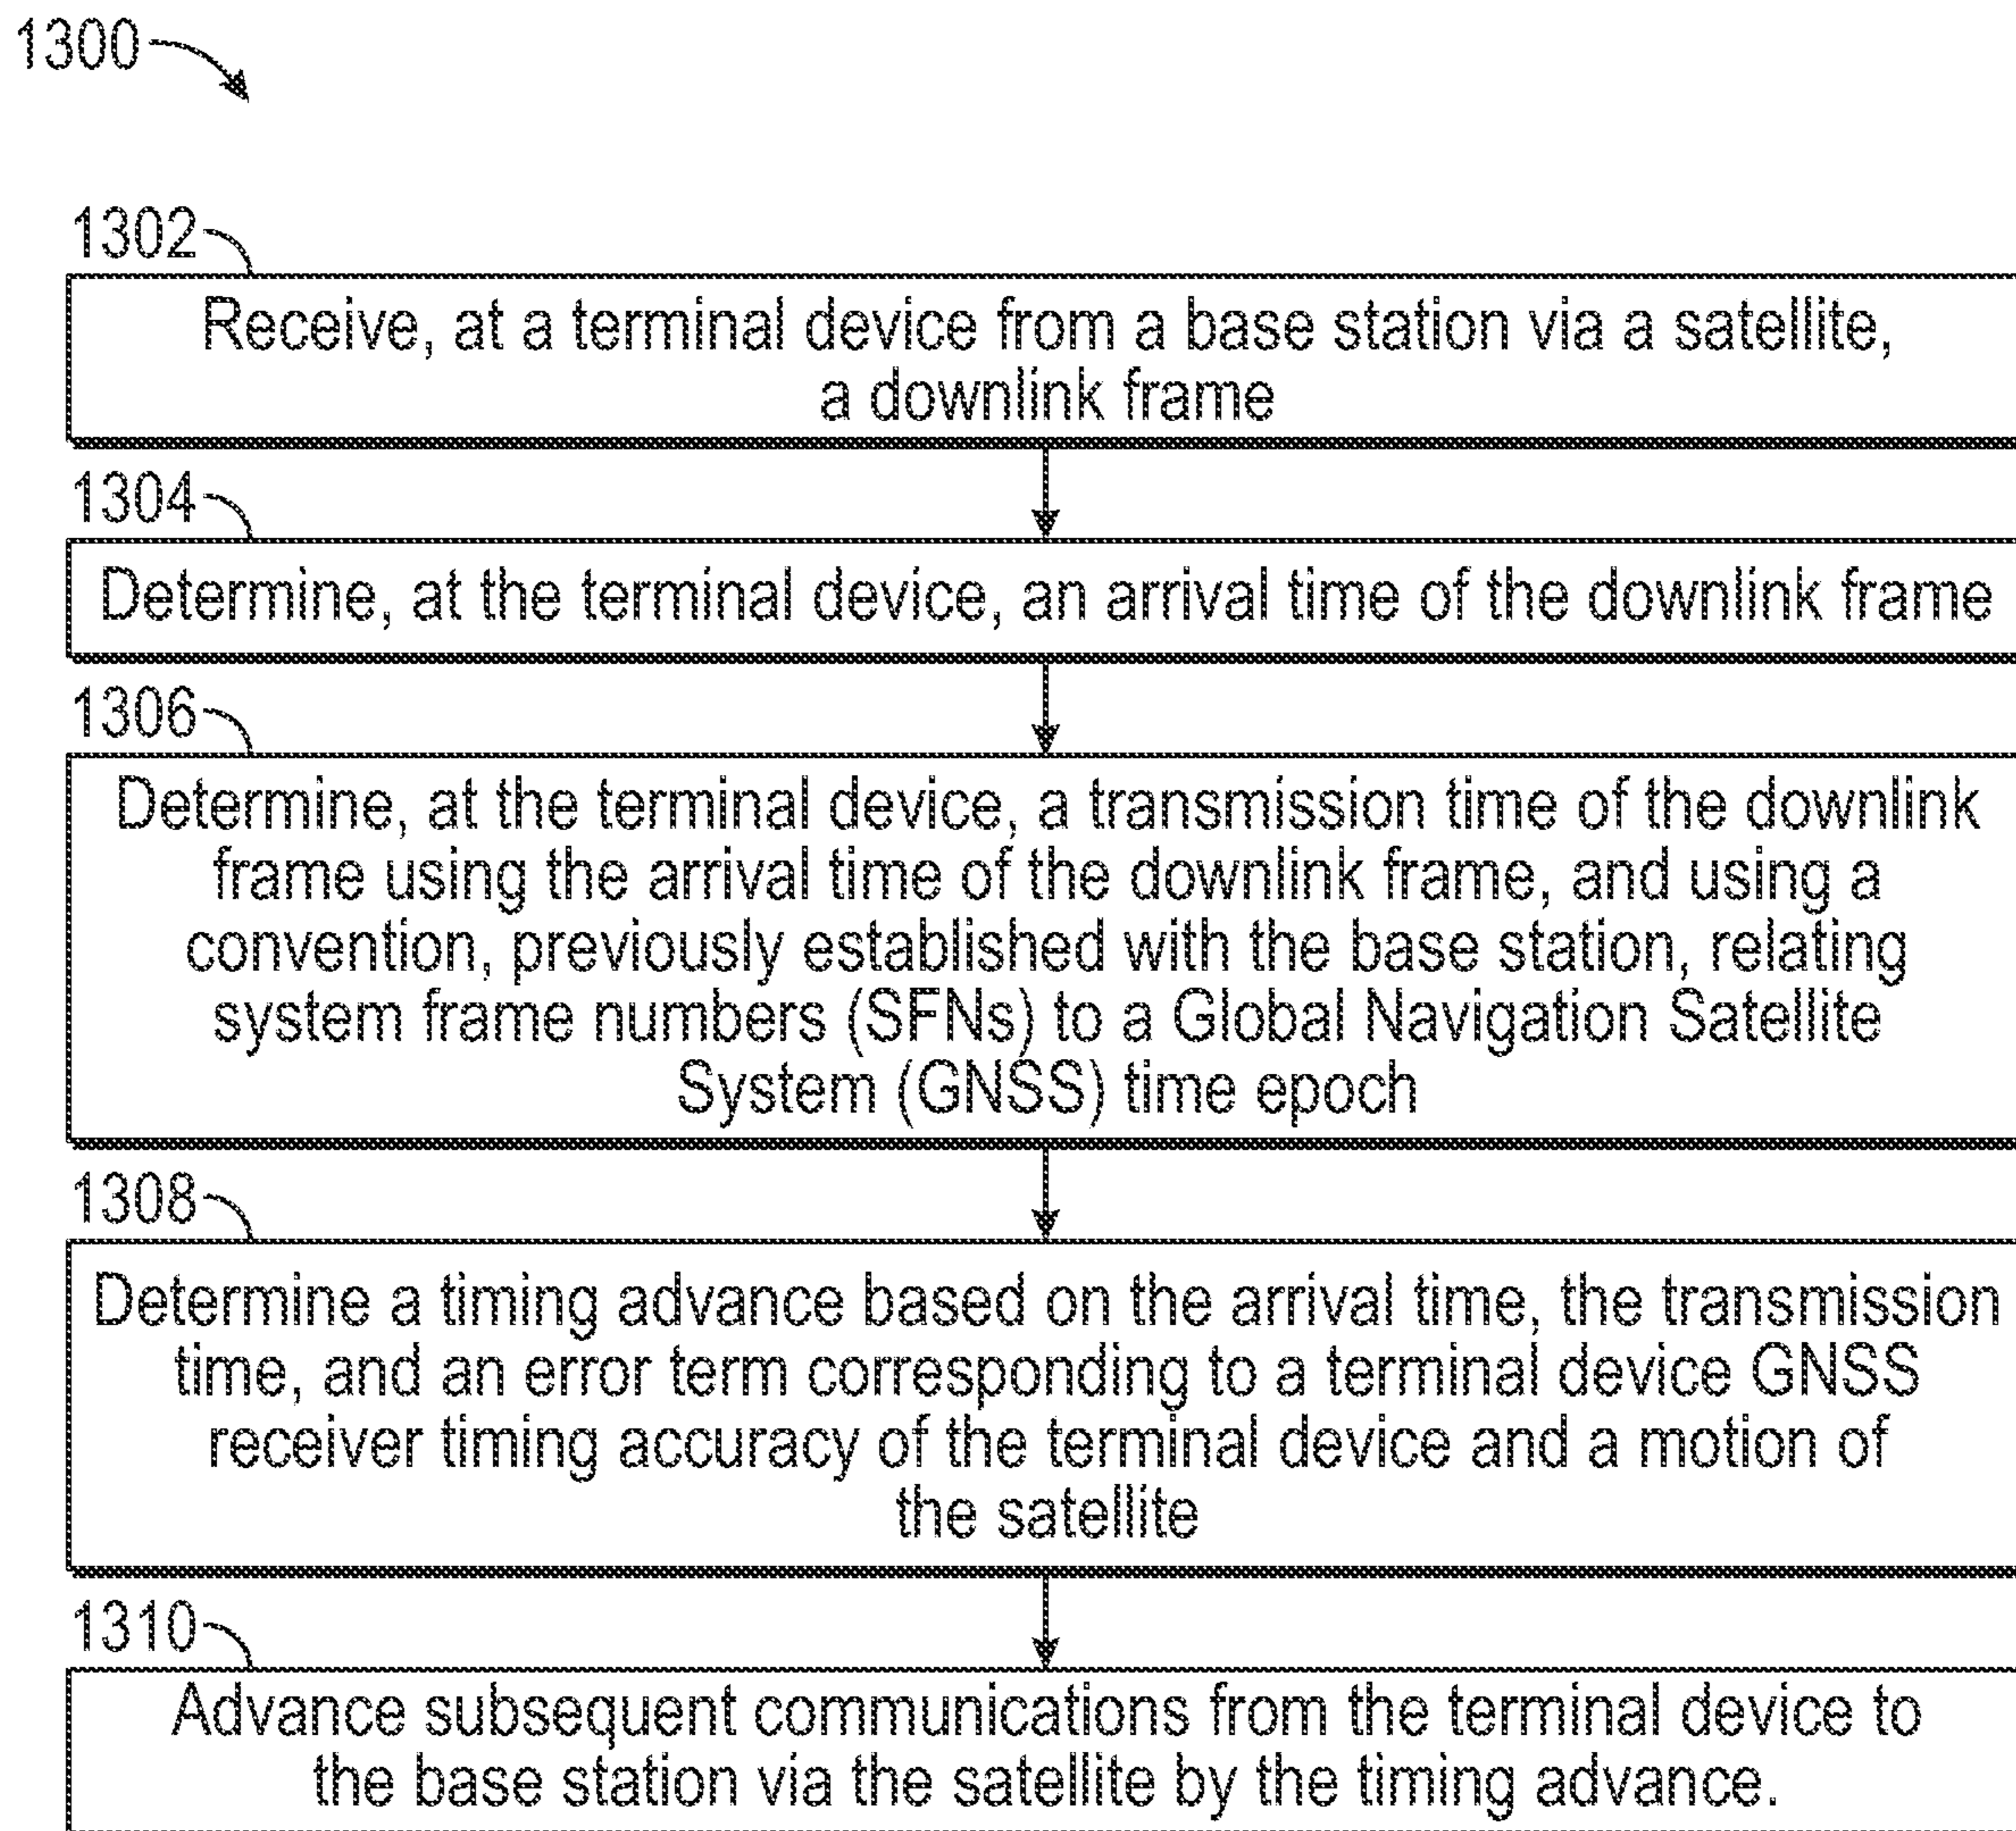 1300
1302
Receive, at a terminal device from a base station via a satellite,
a downlink frame
1304
Determine, at the terminal device, an arrival time of the downlink frame
1306
Determine, at the terminal device, a transmission time of the downlink
frame using the arrival time of the downlink frame, and using a
convention, previously established with the base station, relating
system frame numbers (SFNs) to a Global Navigation Satellite
System (GNSS) time epoch
1308
Determine a timing advance based on the arrival time, the transmission
time, and an error term corresponding to a terminal device GNSS
receiver timing accuracy of the terminal device and a motion of
the satellite
1310
Advance subsequent communications from the terminal device to
the base station via the satellite by the timing advance.